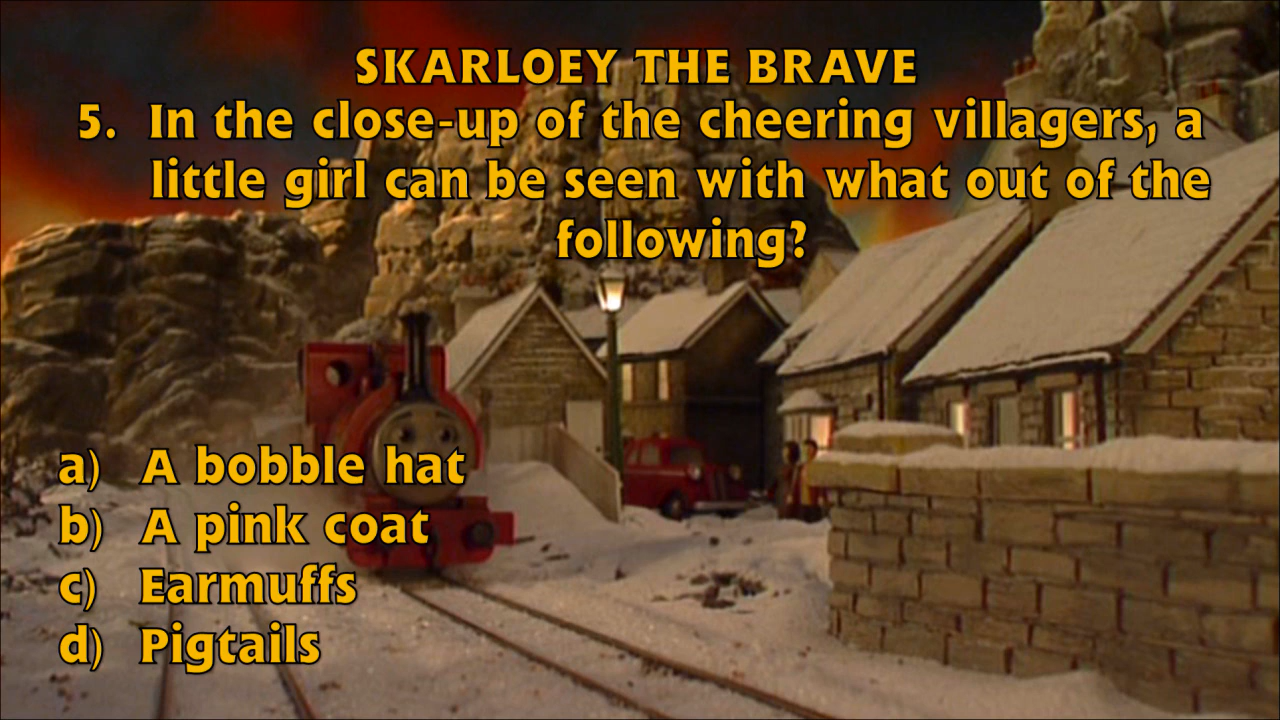 SKARLOEY THE BRAVE
5. In the close-up of the cheering villagers, a
little girl can be seen with what out of the
following?
a) A bobble hat
b) A pink coat
c) Earmuffs
d) Pigtails